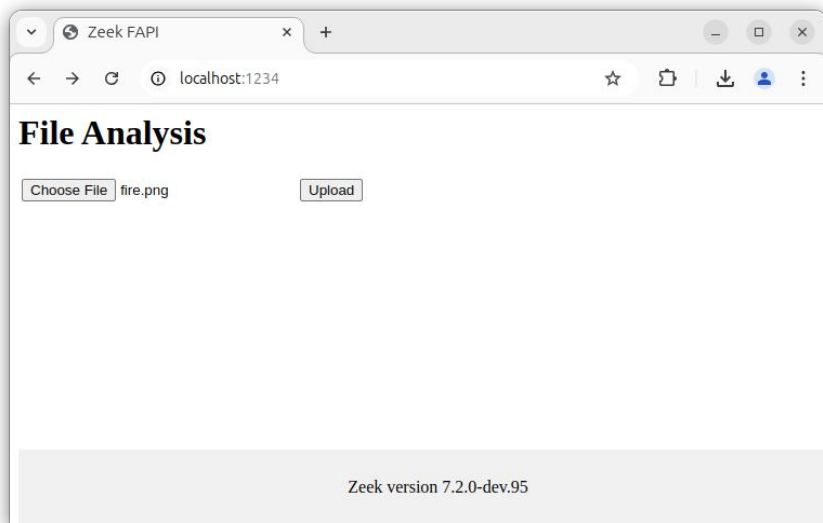 Zeek FAPI
localhost:1234
File Analysis
Choose File fire.png Upload
Zeek version 7.2.0-dev.95